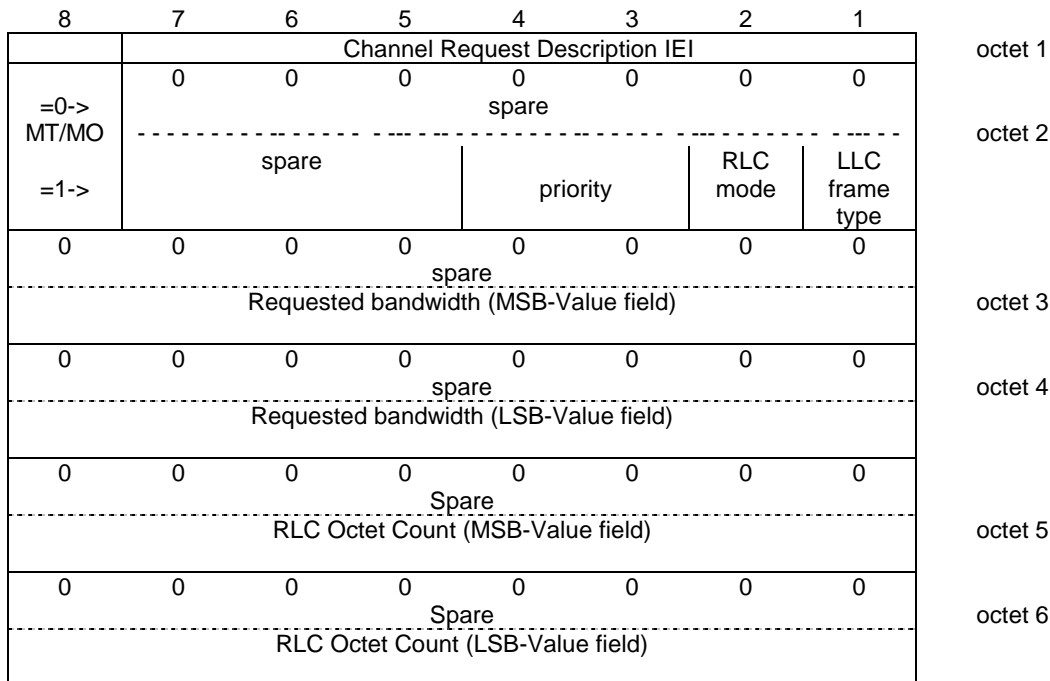 8 7 6 5 4 3 2 1
Channel Request Description IEI octet 1
0 0 0 0 0 0 0
=0-> spare
MT/MO octet 2
spare RLC LLC
=1-> priority mode frame
type
0 0 0 0 0 0 0 0
spare
Requested bandwidth (MSB-Value field) octet 3
0 0 0 0 0 0 0 0
spare octet 4
Requested bandwidth (LSB-Value field)
0 0 0 0 0 0 0 0
Spare
RLC Octet Count (MSB-Value field) octet 5
0 0 0 0 0 0 0 0
Spare octet 6
RLC Octet Count (LSB-Value field)